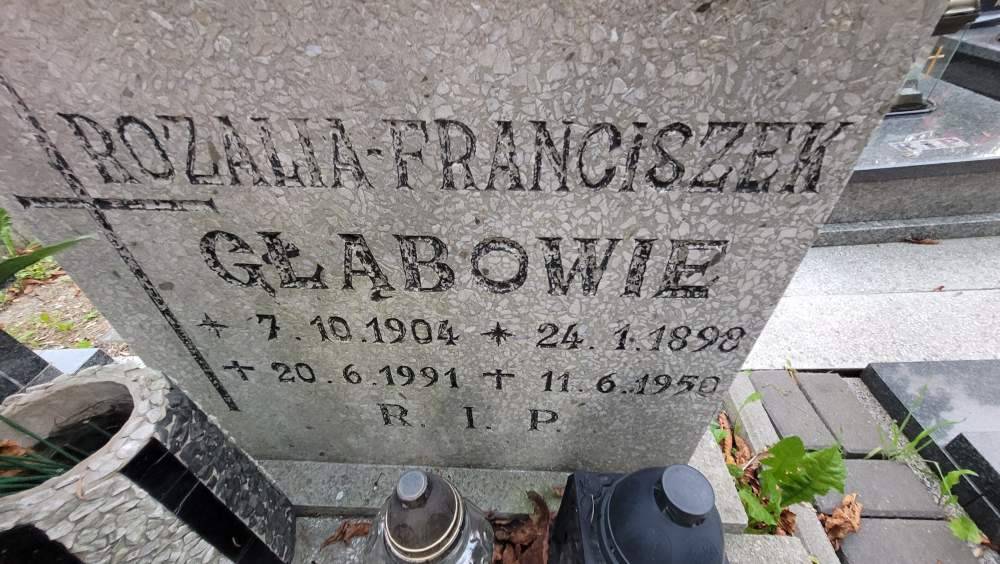 ROZALIA-FRANCISZEK
GŁĄBOWIE
* 7.10.1904 * 24.1.1898
+ 20.6.1991 + 11.6.1950
R. I. P.